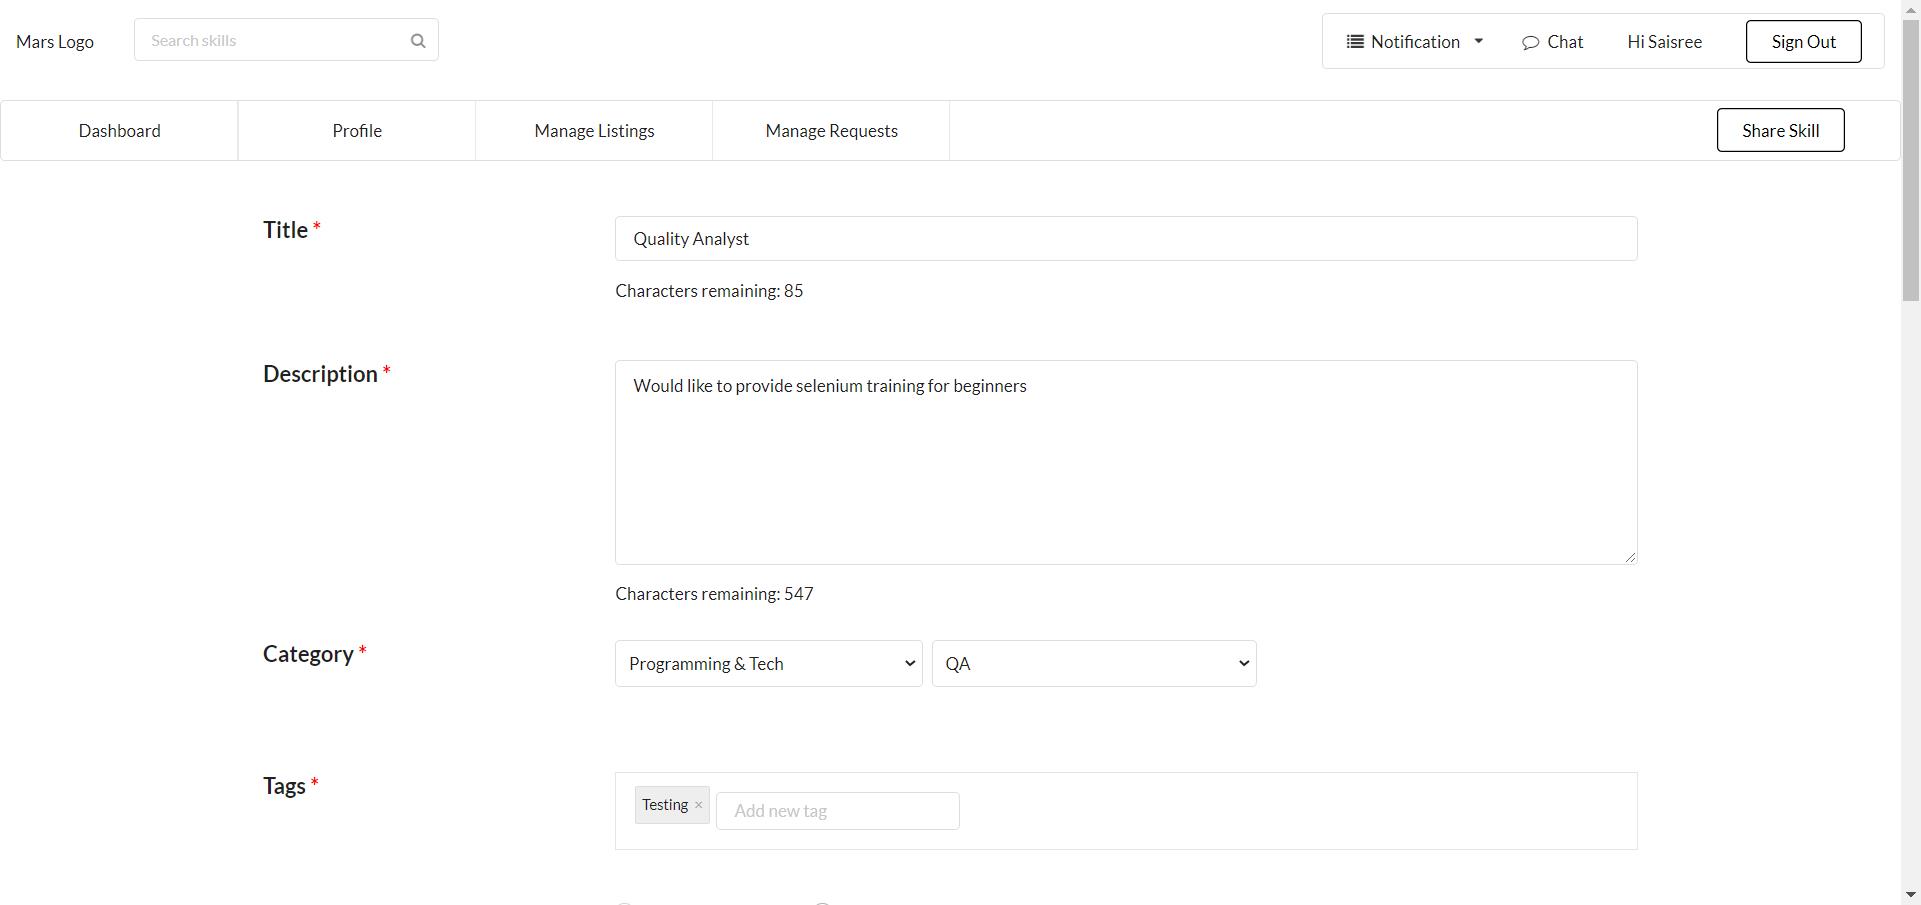 Mars Logo
Search skills
Notification
Chat
Hi Saisree
Sign Out
Dashboard
Profile
Manage Listings
Manage Requests
Share Skill
Title *
Quality Analyst
Characters remaining: 85
Description *
Would like to provide selenium training for beginners
Characters remaining: 547
Category *
Programming & Tech
QA
Tags *
Testing ×
Add new tag